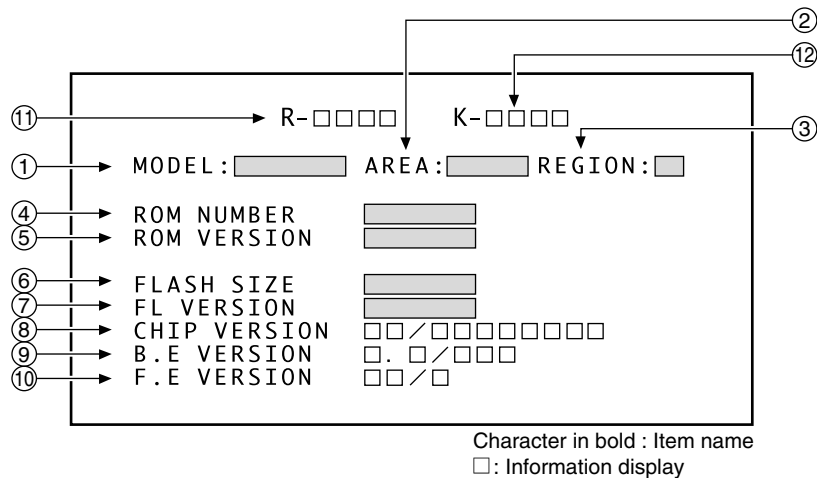 ②
⑫
⑪ R-□□□□ K-□□□□
③
① MODEL: AREA: REGION:
④ ROM NUMBER
⑤ ROM VERSION
⑥ FLASH SIZE
⑦ FL VERSION
⑧ CHIP VERSION □□/□□□□□□□□
⑨ B.E VERSION □. □/□□□
⑩ F.E VERSION □□/□
Character in bold : Item name
□: Information display